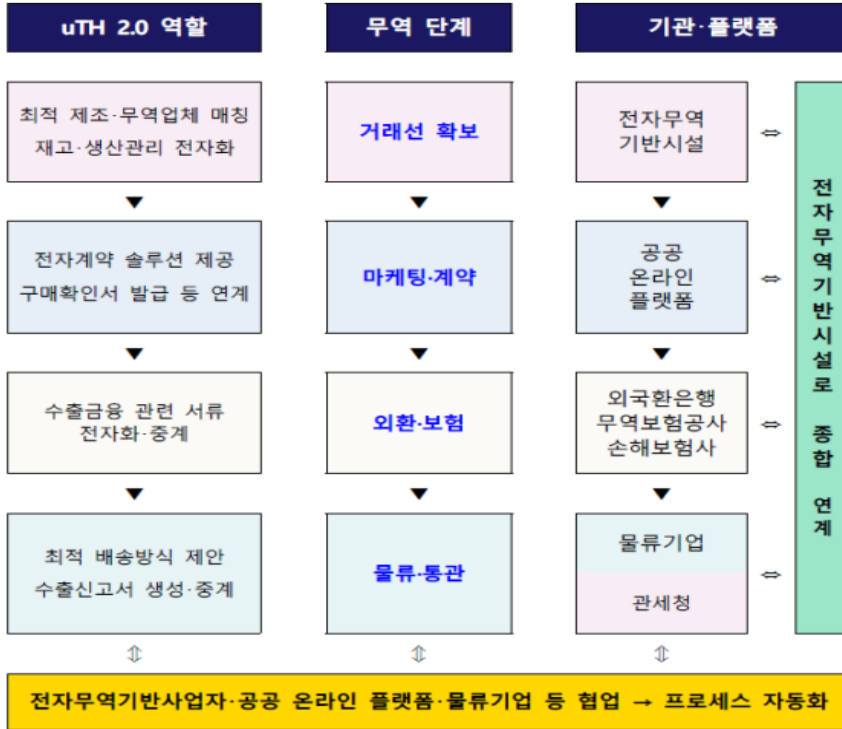 uTH 2.0 역할
무역 단계
기관·플랫폼
최적 제조·무역업체 매칭
재고·생산관리 전자화
거래선 확보
전자무역
기반시설
전자계약 솔루션 제공
구매확인서 발급 등 연계
마케팅·계약
공공
온라인
플랫폼
수출금융 관련 서류
전자화·중계
외환·보험
외국환은행
무역보험공사
손해보험사
최적 배송방식 제안
수출신고서 생성·중계
물류·통관
물류기업
관세청
전자무역기반시설로 종합 연계
전자무역기반사업자·공공 온라인 플랫폼·물류기업 등 협업 → 프로세스 자동화